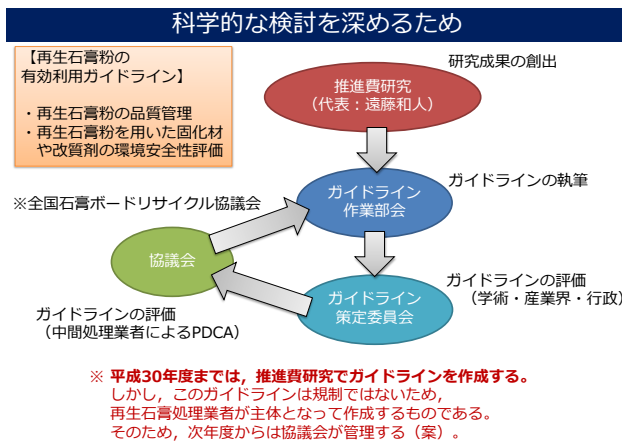 科学的な検討を深めるため
【再生石膏粉の
有効利用ガイドライン】
・再生石膏粉の品質管理
・再生石膏粉を用いた固化材
や改質剤の環境安全性評価
研究成果の創出
推進費研究
（代表：遠藤和人）
ガイドラインの執筆
ガイドライン
作業部会
※全国石膏ボードリサイクル協議会
協議会
ガイドラインの評価
（中間処理業者によるPDCA）
ガイドライン
策定委員会
ガイドラインの評価
（学術・産業界・行政）
※ 平成30年度までは，推進費研究でガイドラインを作成する。
しかし，このガイドラインは規制ではないため，
再生石膏処理業者が主体となって作成するものである。
そのため，次年度からは協議会が管理する（案）。